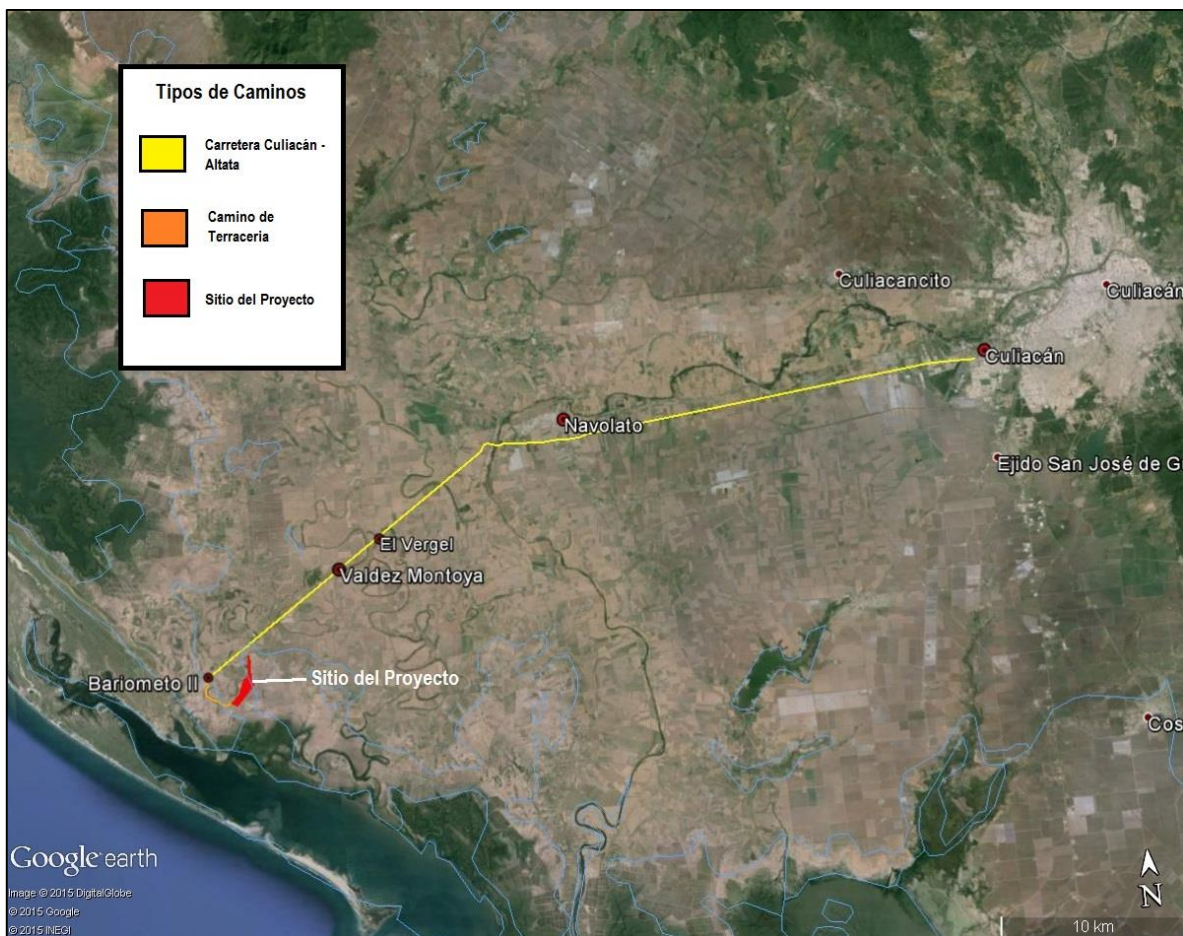 Tipos de Caminos
Carretera Culiacán -
Altata
Camino de
Terraceria
Sitio del Proyecto
Culiacancito
Culiacán
Culiacán
Navolato
Ejido San José de Gu
El Vergel
Valdez Montoya
Bariometo II
Sitio del Proyecto
Cos
Google earth
Image © 2015 DigitalGlobe
© 2015 Google
© 2015 INEGI
N
10 km